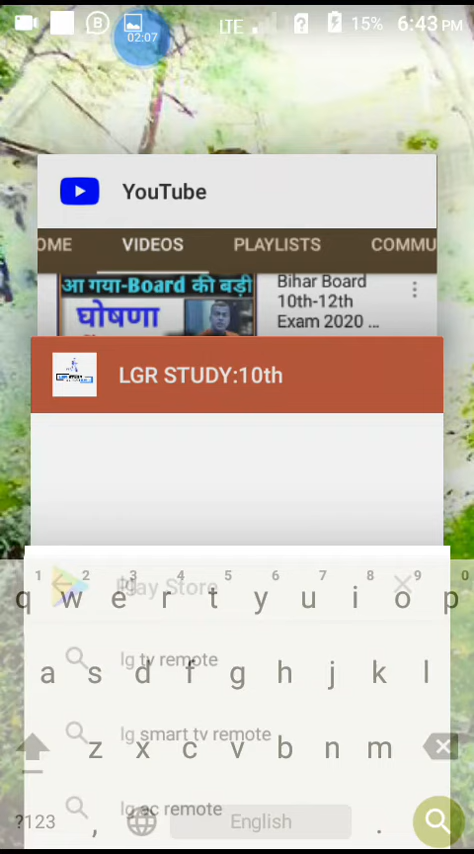 LTE 15% 6:43 PM
02:07
YouTube
OME VIDEOS PLAYLISTS COMMU
आ गया-Board की बड़ी
घोषणा
Bihar Board
10th-12th
Exam 2020 ...
LGR STUDY:10th
Play Store
lg
1 2 3 4 5 6 7 8 9 0
q w e r t y u i o p
lg tv remote
a s d f g h j k l
lg smart tv remote
z x c v b n m
lg ac remote
?123 , English .